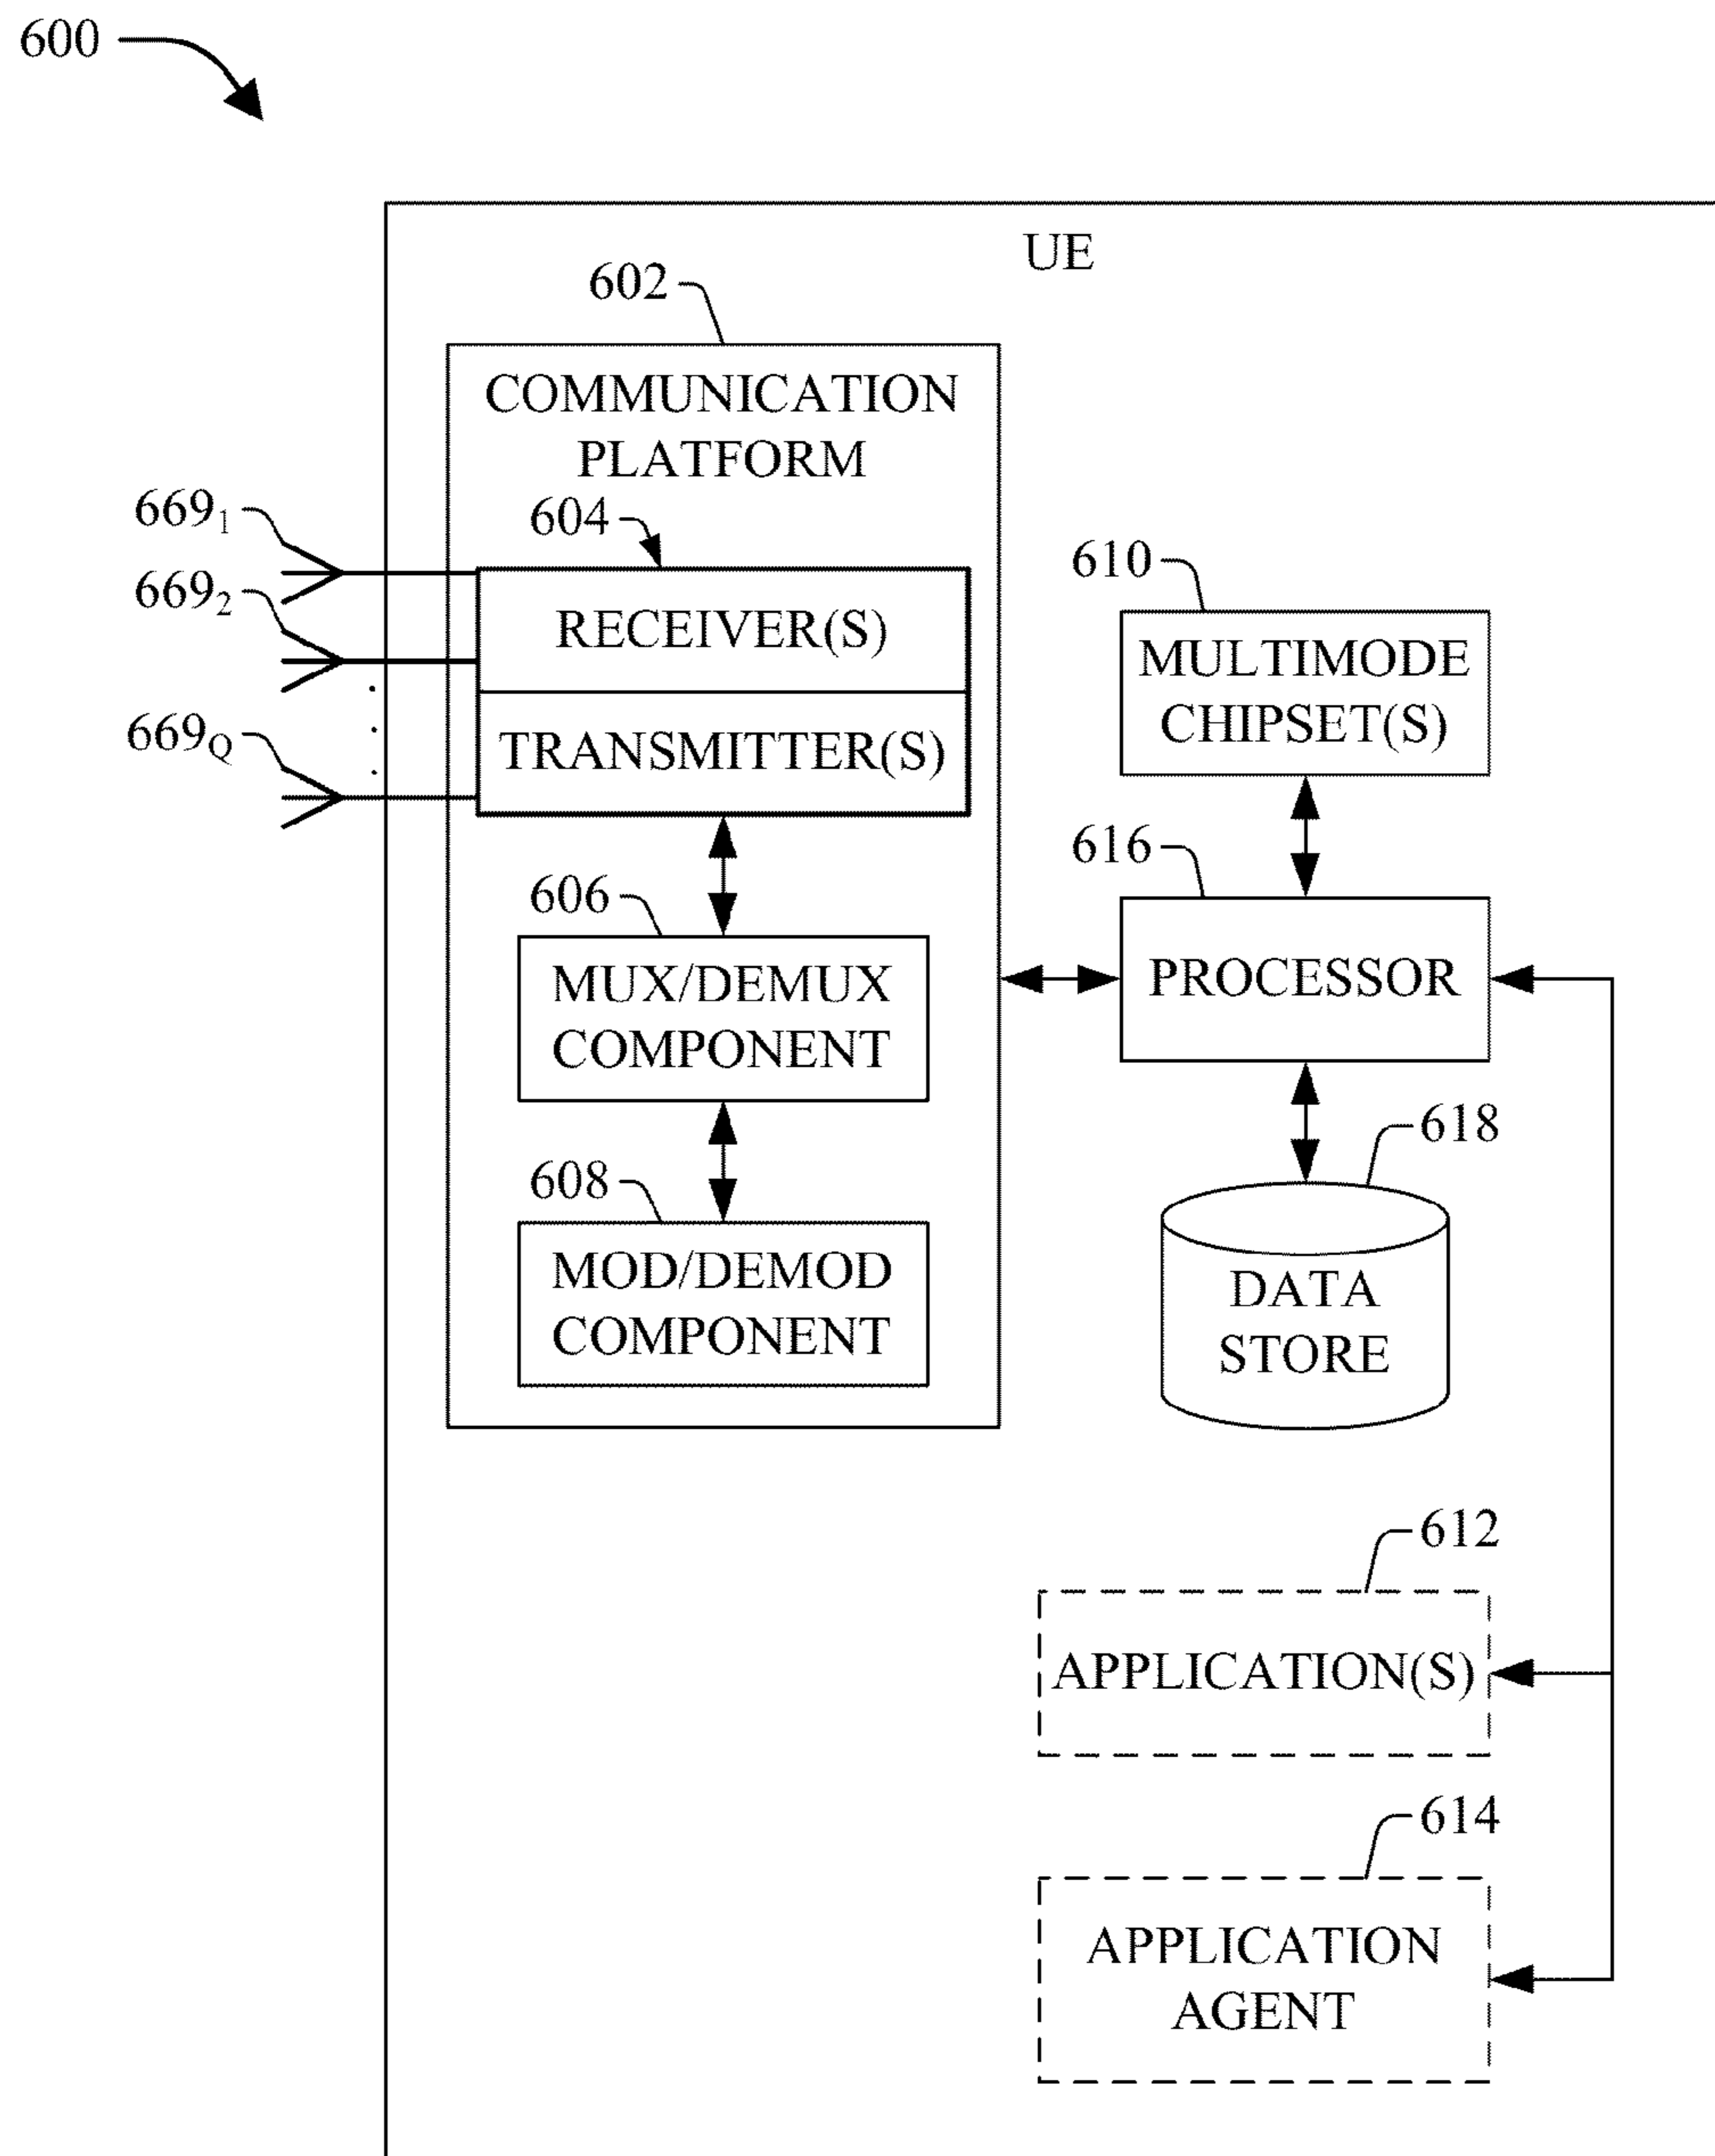 600
UE
602
COMMUNICATION
PLATFORM
669₁
604
669₂
RECEIVER(S)
669Q
TRANSMITTER(S)
610
MULTIMODE
CHIPSET(S)
616
PROCESSOR
606
MUX/DEMUX
COMPONENT
608
MOD/DEMOD
COMPONENT
618
DATA
STORE
612
APPLICATION(S)
614
APPLICATION
AGENT